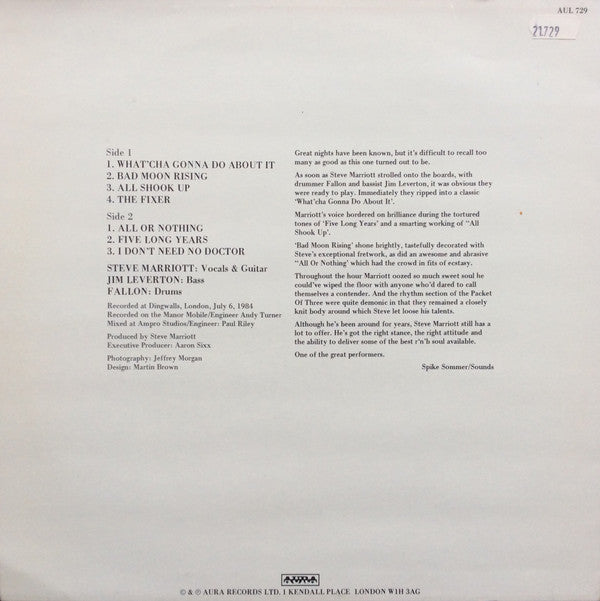 AUL 729
21.729
Side 1
1. WHAT'CHA GONNA DO ABOUT IT
2. BAD MOON RISING
3. ALL SHOOK UP
4. THE FIXER
Side 2
1. ALL OR NOTHING
2. FIVE LONG YEARS
3. I DON'T NEED NO DOCTOR
STEVE MARRIOTT: Vocals & Guitar
JIM LEVERTON: Bass
FALLON: Drums
Recorded at Dingwalls, London, July 6, 1984
Recorded on the Manor Mobile/Engineer Andy Turner
Mixed at Ampro Studios/Engineer: Paul Riley
Produced by Steve Marriott
Executive Producer: Aaron Sixx
Photography: Jeffrey Morgan
Design: Martin Brown
Great nights have been known, but it's difficult to recall too
many as good as this one turned out to be.
As soon as Steve Marriott strolled onto the boards, with
drummer Fallon and bassist Jim Leverton, it was obvious they
were ready to play. Immediately they ripped into a classic
'What'cha Gonna Do About It'.
Marriott's voice bordered on brilliance during the tortured
tones of 'Five Long Years' and a smarting working of "All
Shook Up'.
'Bad Moon Rising' shone brightly, tastefully decorated with
Steve's exceptional fretwork, as did an awesome and abrasive
"All Or Nothing' which had the crowd in fits of ecstasy.
Throughout the hour Marriott oozed so much sweet soul he
could've wiped the floor with anyone who'd dared to call
themselves a contender. And the rhythm section of the Packet
Of Three were quite demonic in that they remained a closely
knit body around which Steve let loose his talents.
Although he's been around for years, Steve Marriott still has a
lot to offer. He's got the right stance, the right attitude and
the ability to deliver some of the best r'n'b soul available.
One of the great performers.
Spike Sommer/Sounds
AURA
© & ℗ AURA RECORDS LTD. 1 KENDALL PLACE LONDON W1H 3AG